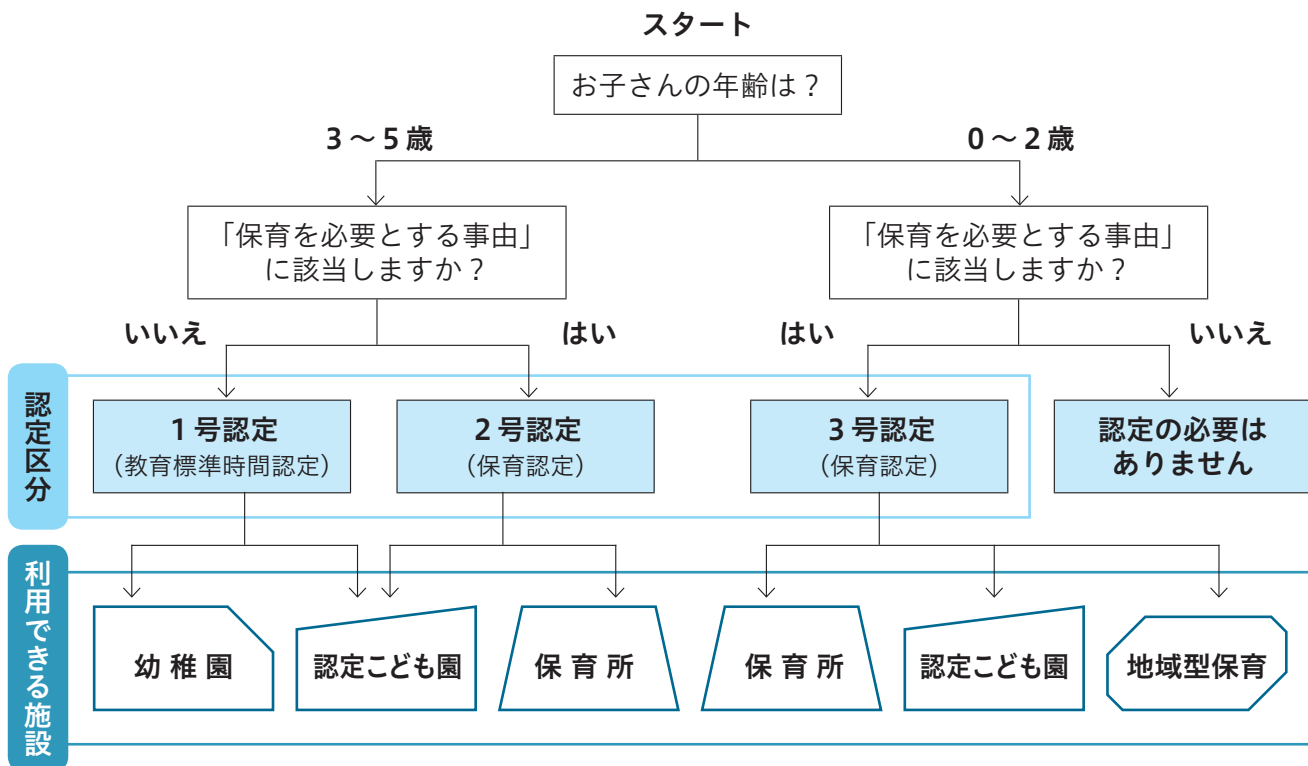 スタート
お子さんの年齢は？
3～5歳
0～2歳
「保育を必要とする事由」
に該当しますか？
「保育を必要とする事由」
に該当しますか？
いいえ
はい
はい
いいえ
認定区分
1号認定
（教育標準時間認定）
2号認定
（保育認定）
3号認定
（保育認定）
認定の必要は
ありません
利用できる施設
幼稚園
認定こども園
保育所
保育所
認定こども園
地域型保育